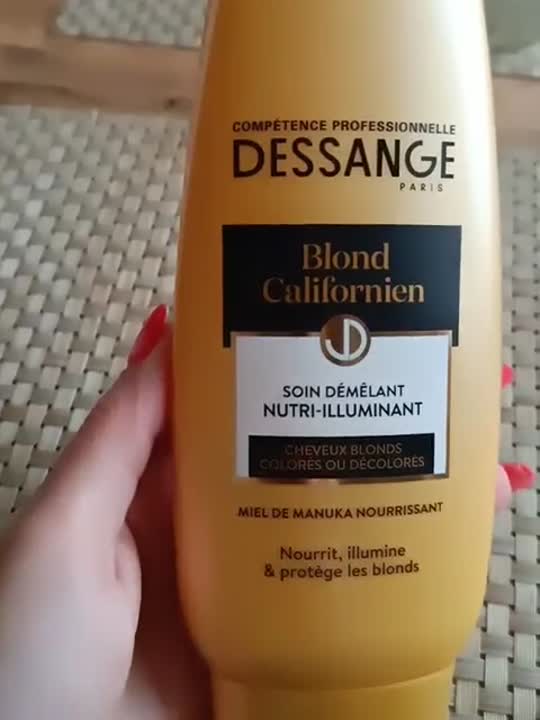 COMPÉTENCE PROFESSIONNELLE
DESSANGE
PARIS
Blond
Californien
JD
SOIN DÉMÊLANT
NUTRI-ILLUMINANT
CHEVEUX BLONDS
COLORÉS OU DÉCOLORÉS
MIEL DE MANUKA NOURRISSANT
Nourrit, illumine
& protège les blonds